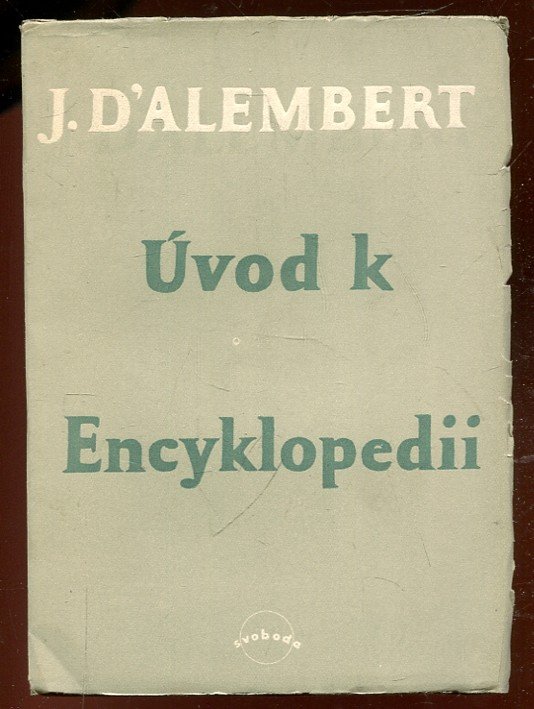 J. D'ALEMBERT
Úvod k
Encyklopedii
svoboda